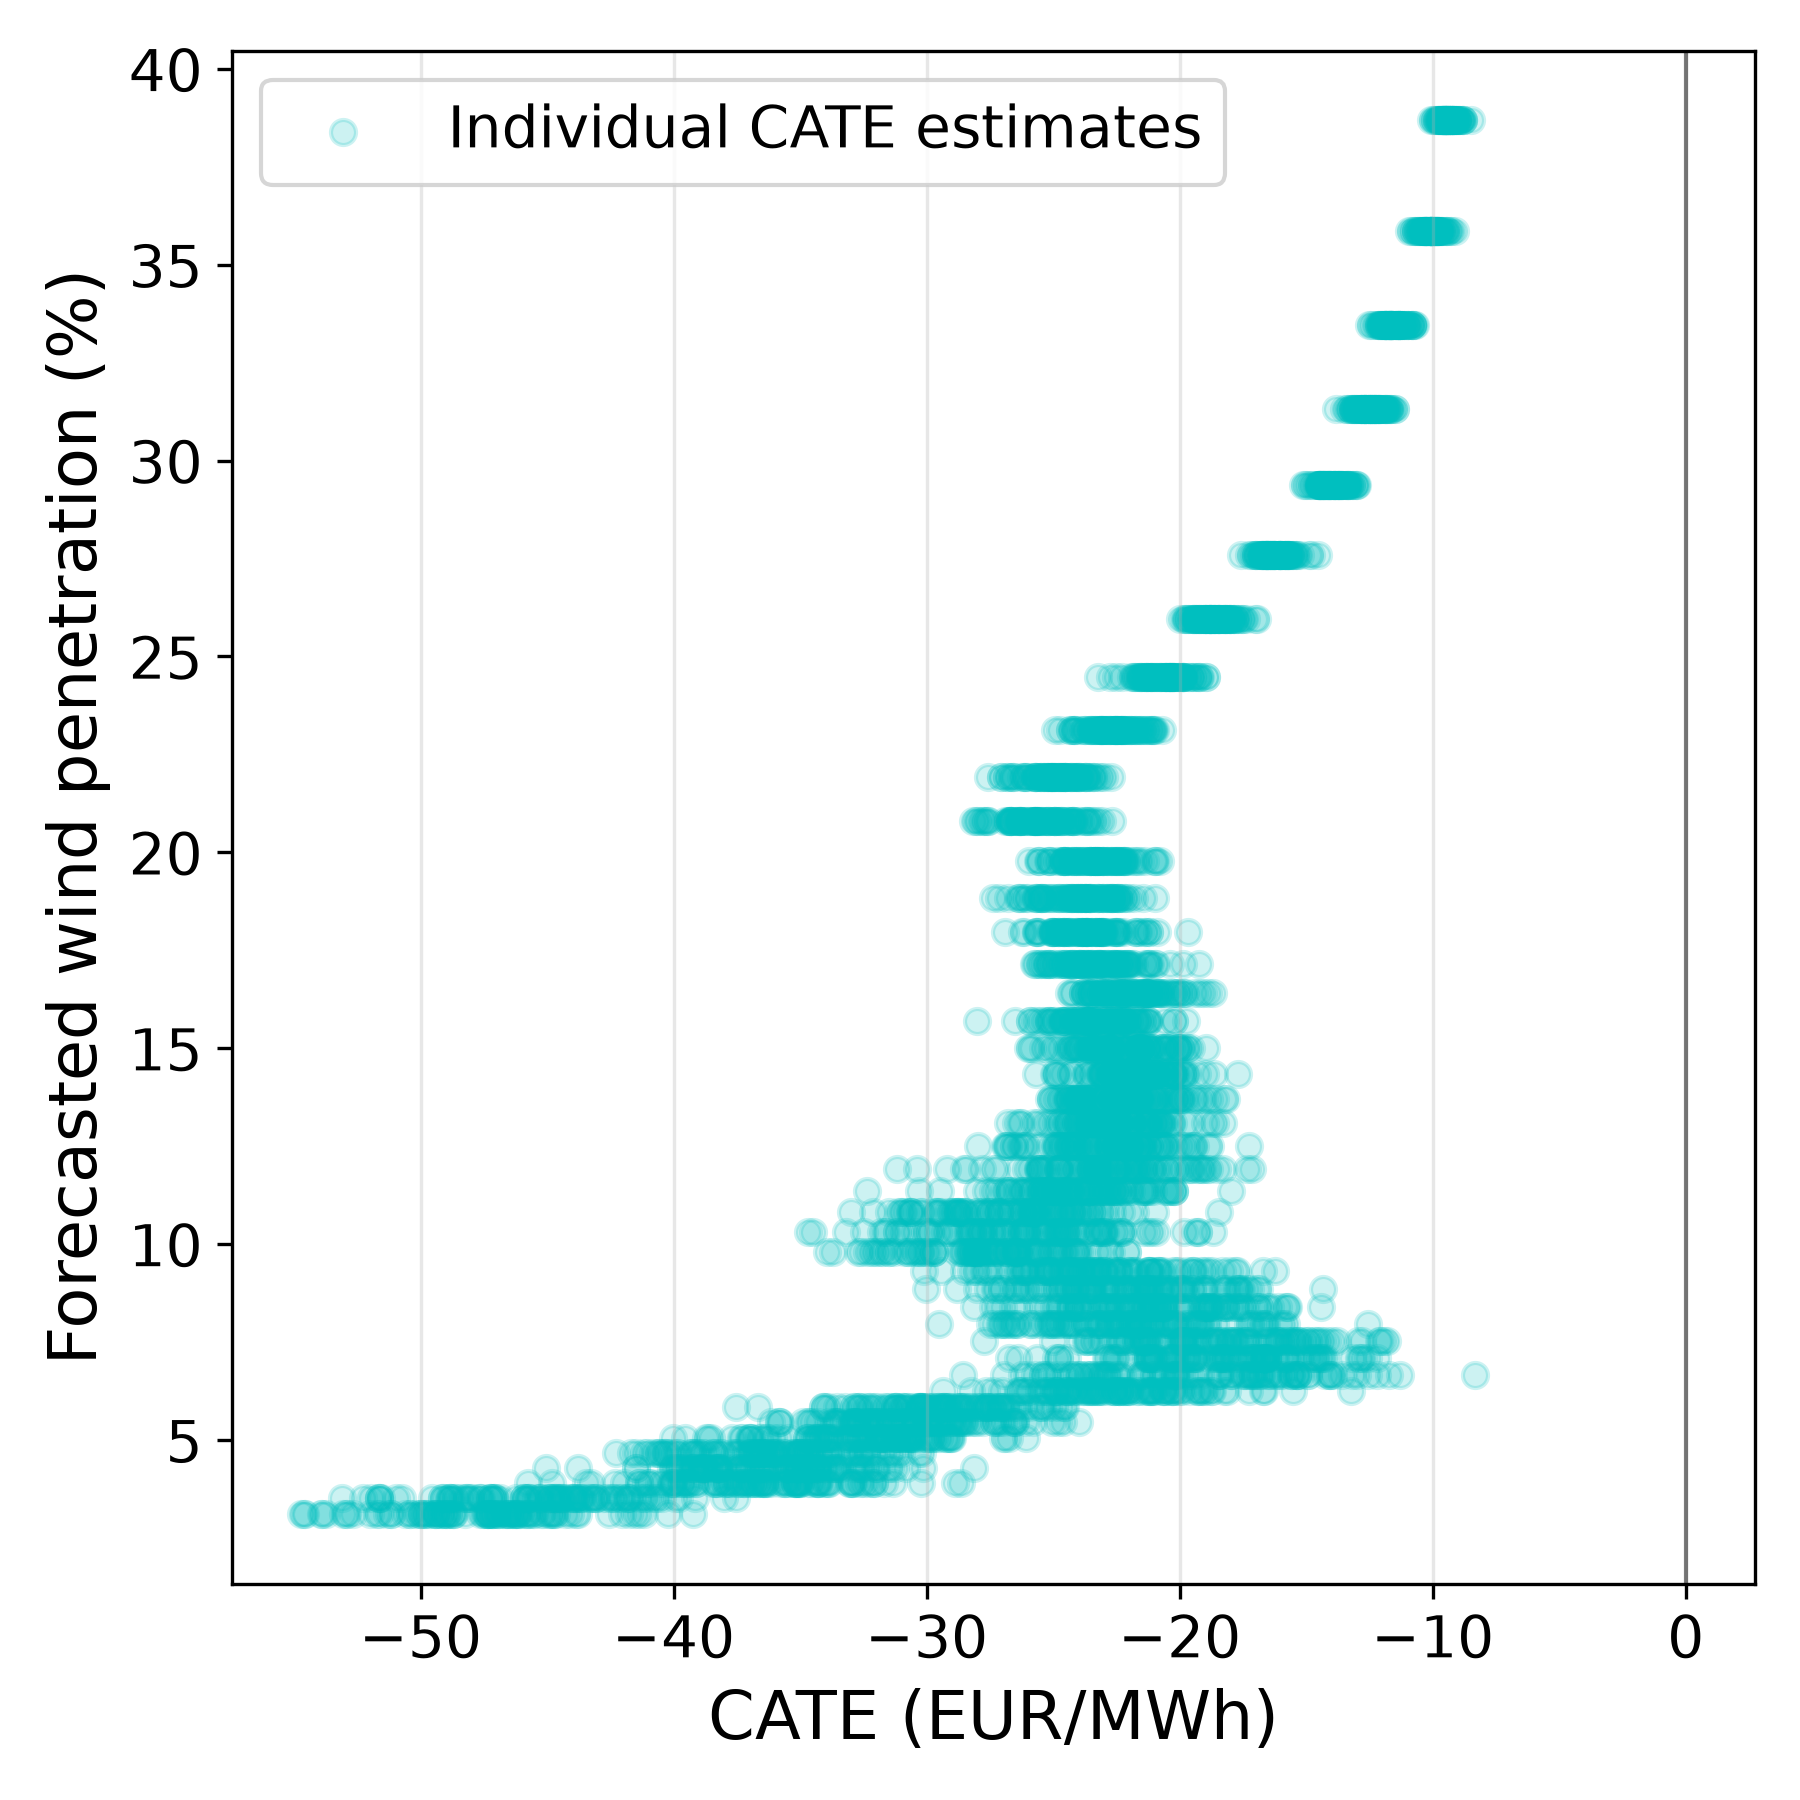 Individual CATE estimates
Forecasted wind penetration (%)
40
35
30
25
20
15
10
5
−50 −40 −30 −20 −10 0
CATE (EUR/MWh)